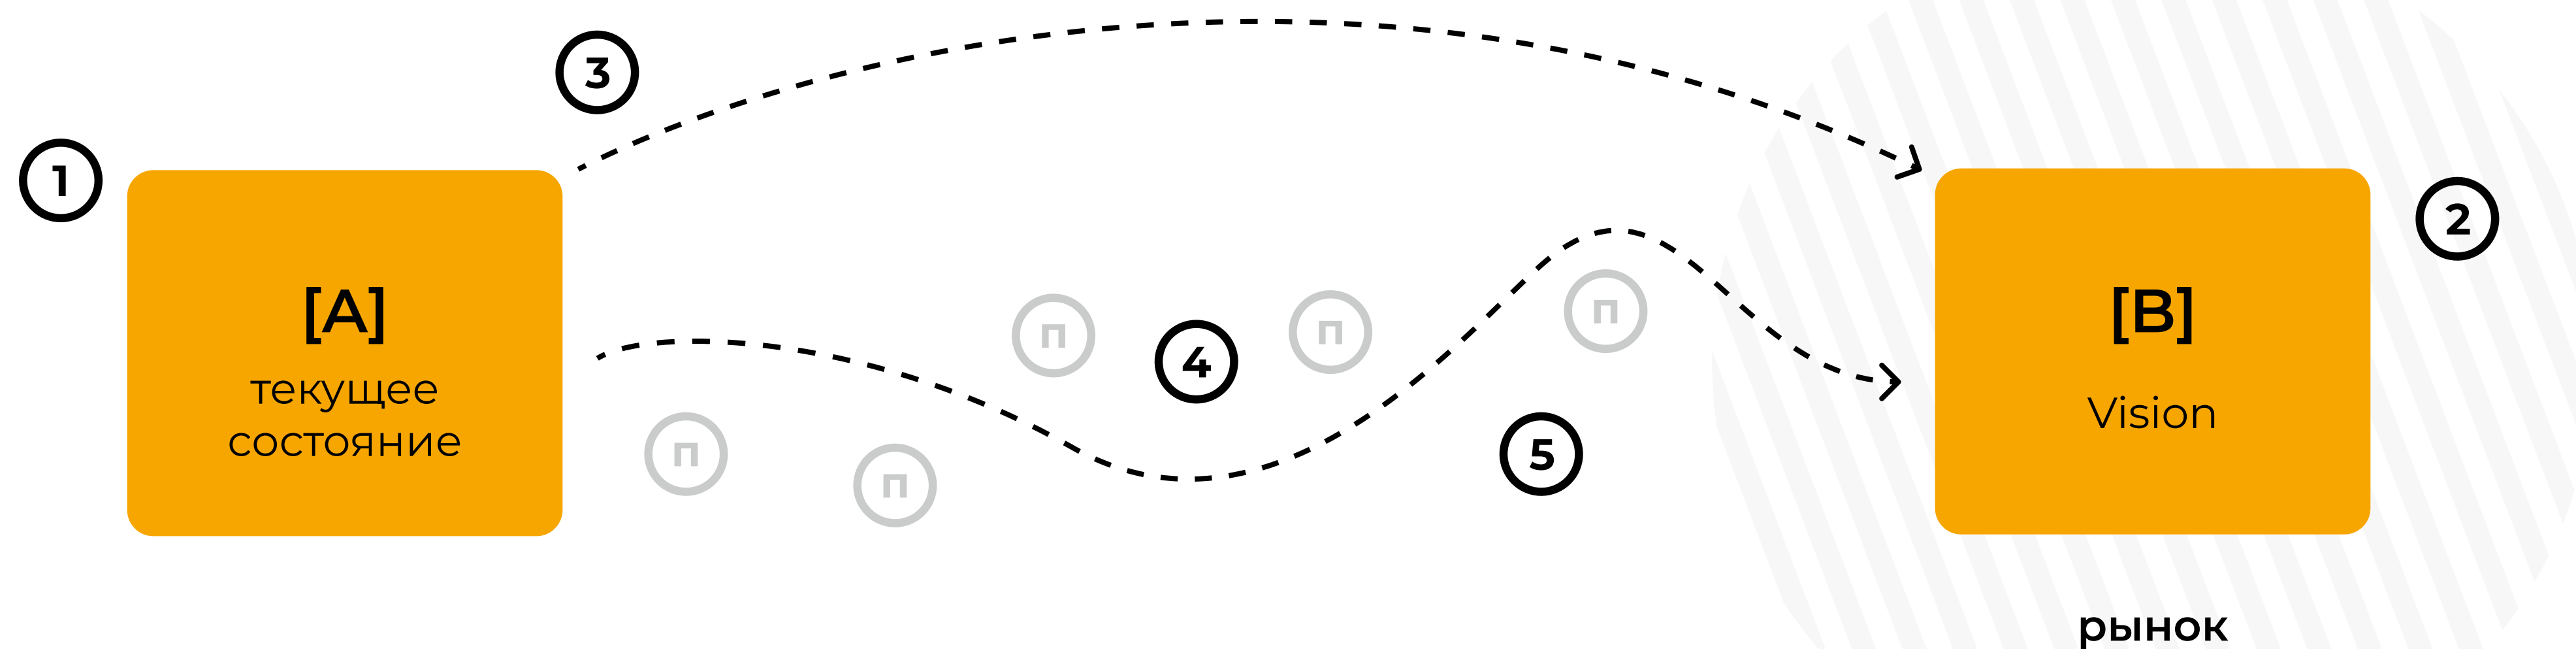 3
1
[A]
текущее
состояние
п
п
п
4
п
п
5
[B]
Vision
2
рынок